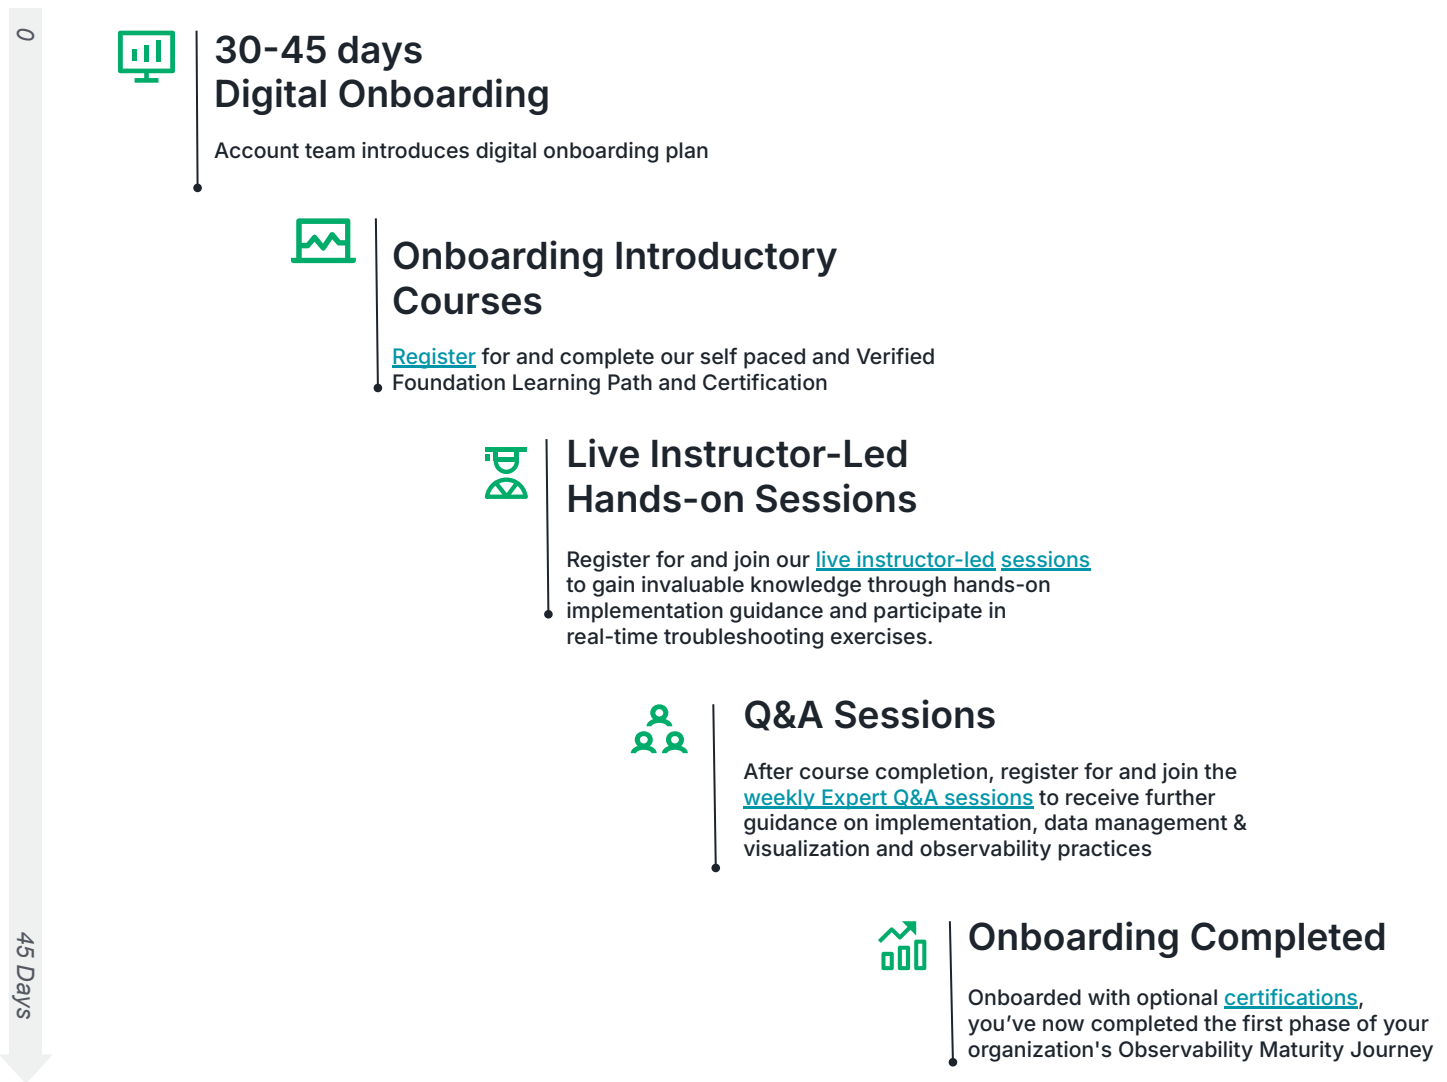 0
30-45 days
Digital Onboarding
Account team introduces digital onboarding plan
Onboarding Introductory
Courses
Register for and complete our self paced and Verified
Foundation Learning Path and Certification
Live Instructor-Led
Hands-on Sessions
Register for and join our live instructor-led sessions
to gain invaluable knowledge through hands-on
implementation guidance and participate in
real-time troubleshooting exercises.
Q&A Sessions
After course completion, register for and join the
weekly Expert Q&A sessions to receive further
guidance on implementation, data management &
visualization and observability practices
45 Days
Onboarding Completed
Onboarded with optional certifications,
you’ve now completed the first phase of your
organization's Observability Maturity Journey